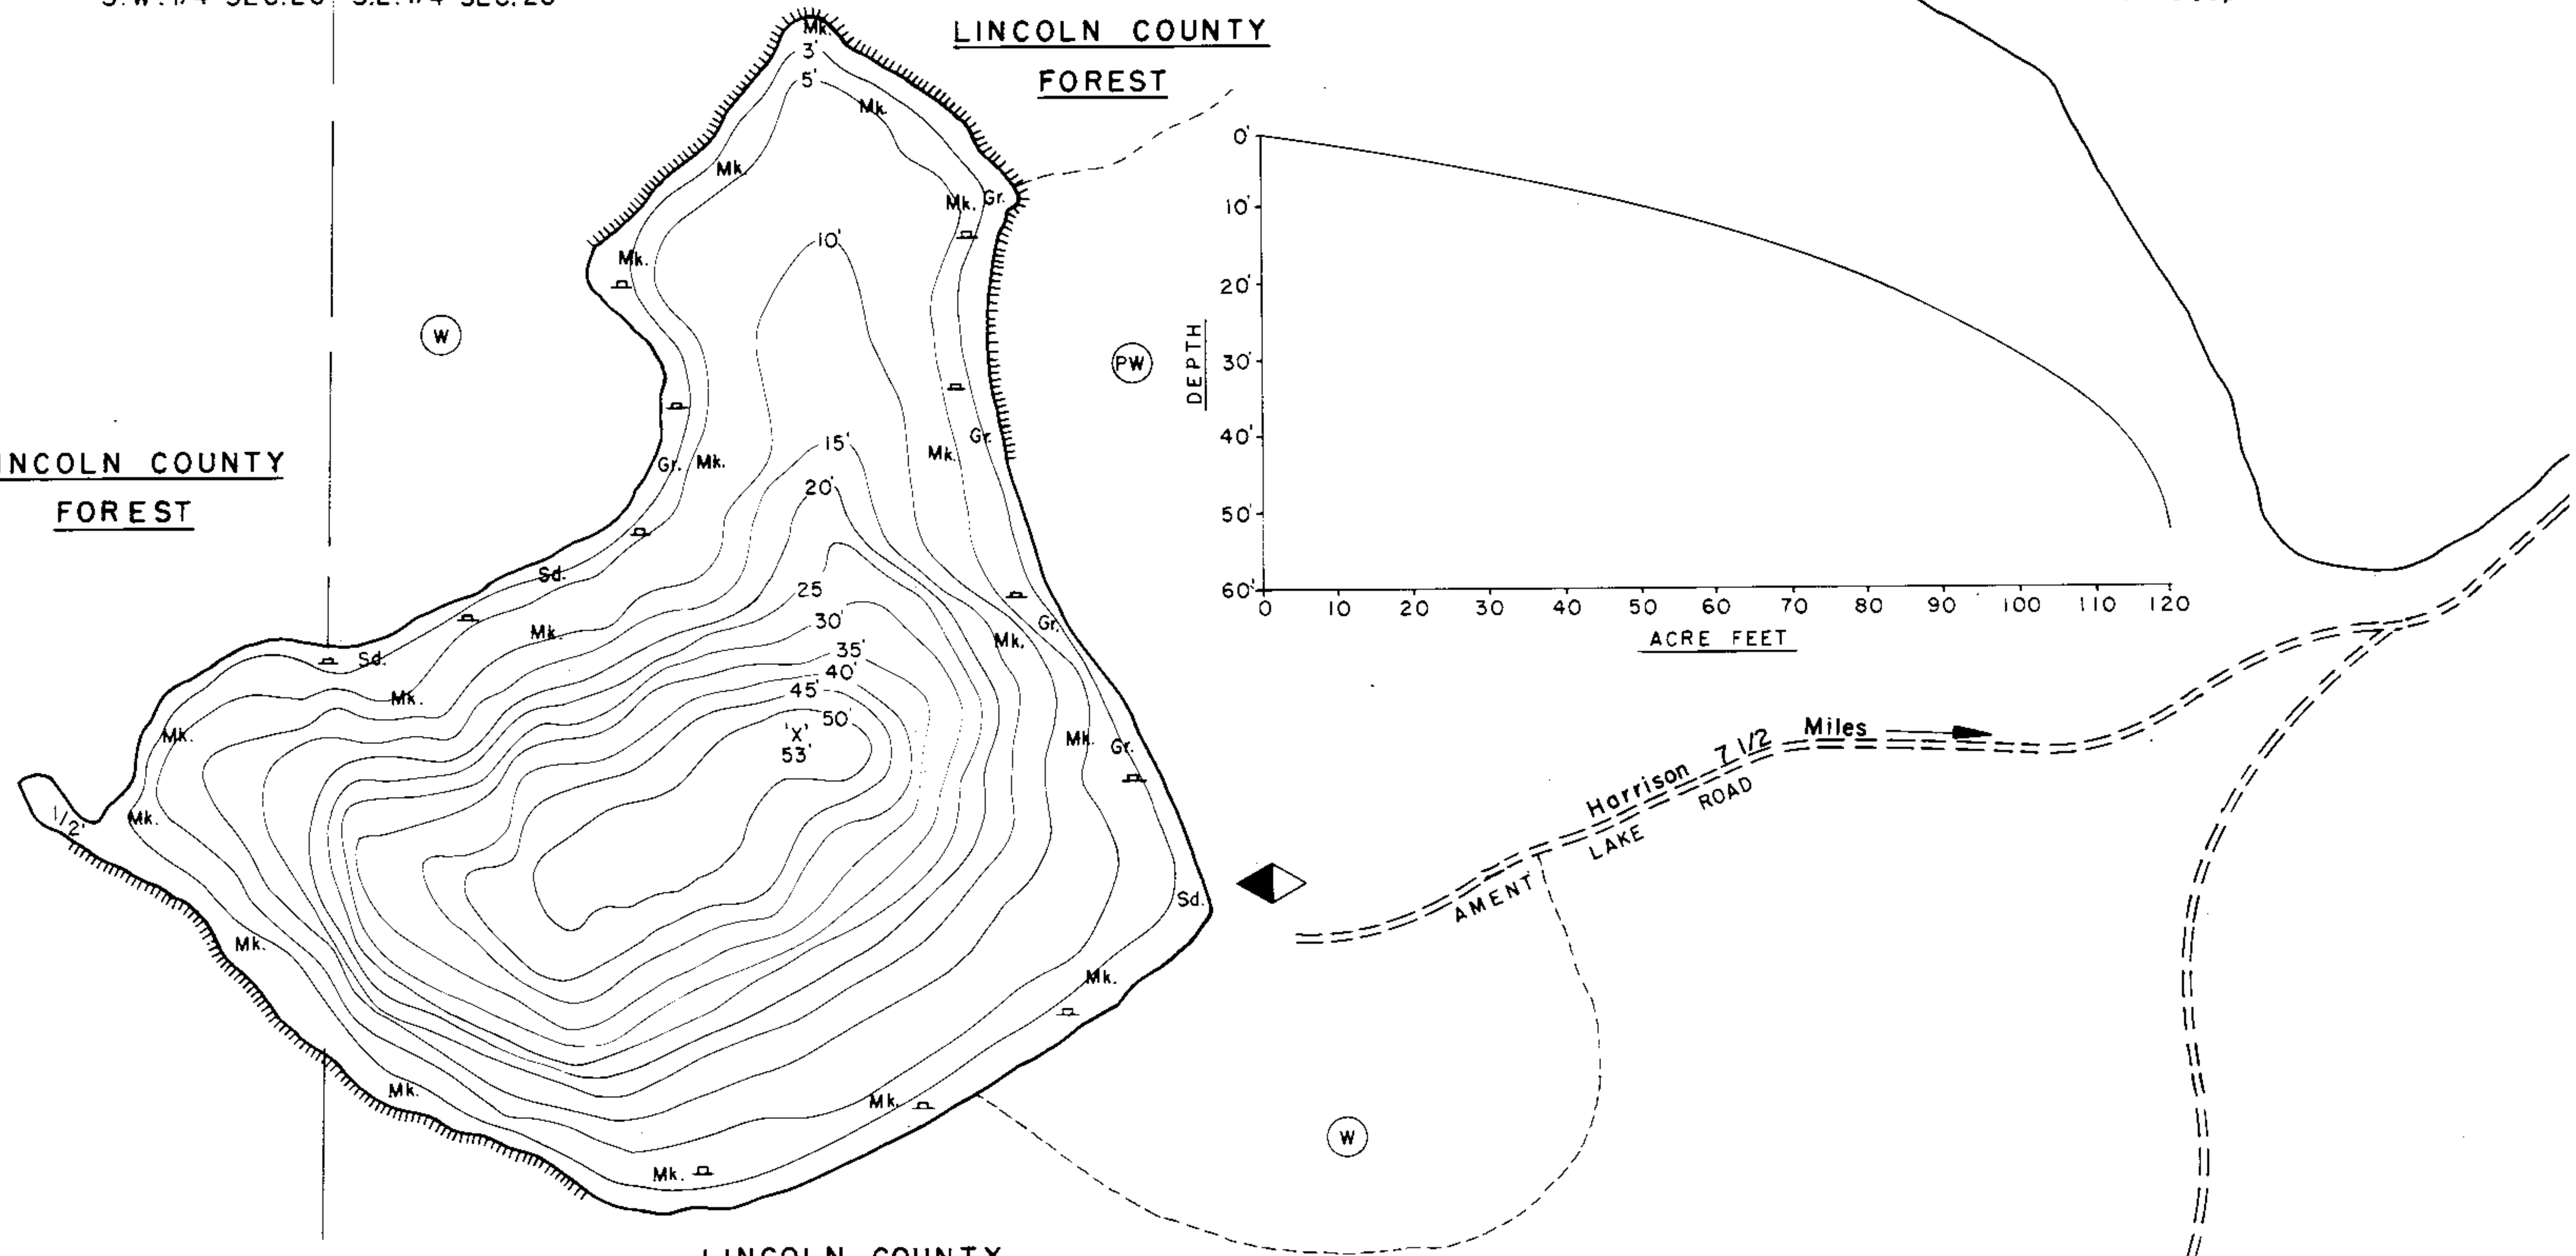 LINCOLN COUNTY
FOREST
Mk.
3'
5'
Mk.
Mk.
Mk. Gr.
Mk.
10'
W
PW
15'
20'
Gr. Mk.
Mk. Gr.
INCOLN COUNTY
FOREST
Sd.
Mk.
Sd.
Mk.
25
30'
35'
40'
45'
50'
'X'
53'
Gr.
Mk.
Mk. Gr.
Mk.
Mk.
1/2'
Mk.
Mk.
Mk.
Mk.
Mk.
Sd.
Mk.
0'
10'
20'
30'
40'
50'
60'
DEPTH
0 10 20 30 40 50 60 70 80 90 100 110 120
ACRE FEET
Harrison 7 1/2 Miles
AMENT LAKE ROAD
W
LINCOLN COUNTY